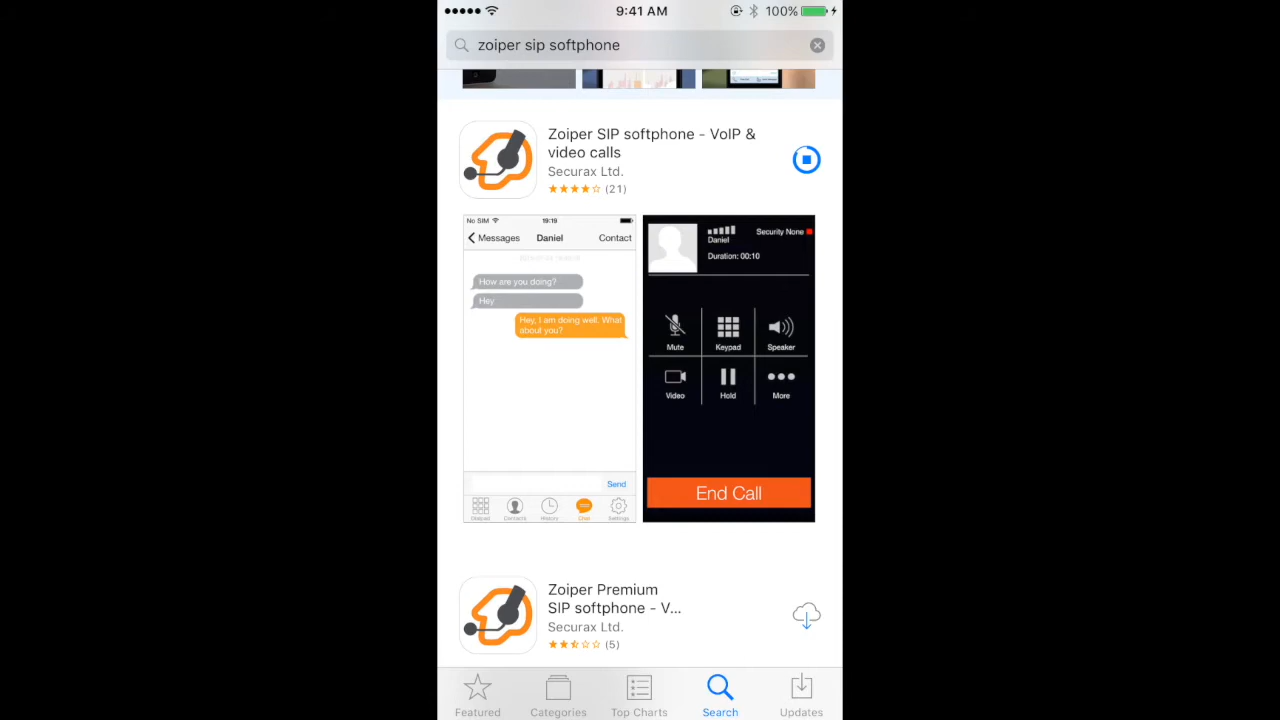 9:41 AM
100%
zoiper sip softphone
Zoiper SIP softphone - VoIP &
video calls
Securax Ltd.
(21)
No SIM
19:19
Messages
Daniel
Contact
How are you doing?
Hey
Hey, I am doing well. What
about you?
Send
Dialpad
Contacts
History
Chat
Settings
Daniel
Security None
Duration: 00:10
Mute
Keypad
Speaker
Video
Hold
More
End Call
Zoiper Premium
SIP softphone - V...
Securax Ltd.
(5)
Featured
Categories
Top Charts
Search
Updates